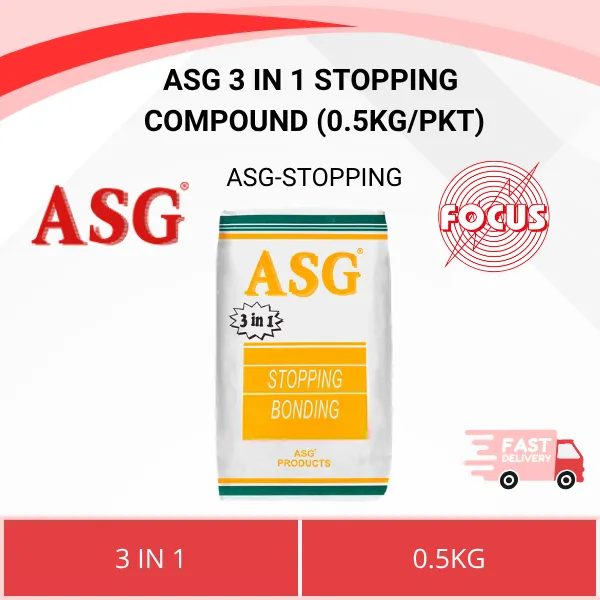 ASG 3 IN 1 STOPPING
COMPOUND (0.5KG/PKT)
ASG-STOPPING
ASG®
FOCUS
ASG®
3 in 1
STOPPING
BONDING
ASG®
PRODUCTS
FAST
DELIVERY
3 IN 1
0.5KG